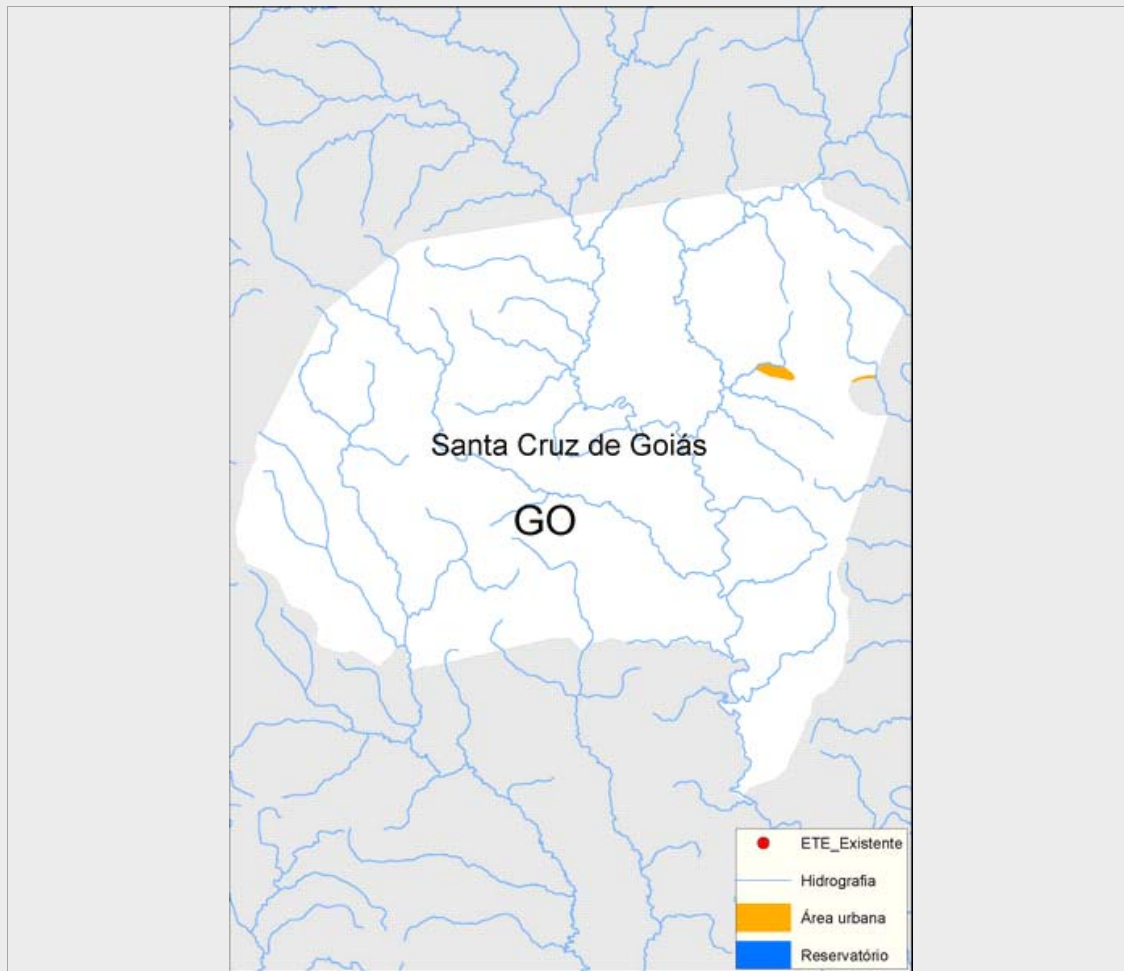 Santa Cruz de Goiás
GO
ETE_Existente
Hidrografia
Área urbana
Reservatório